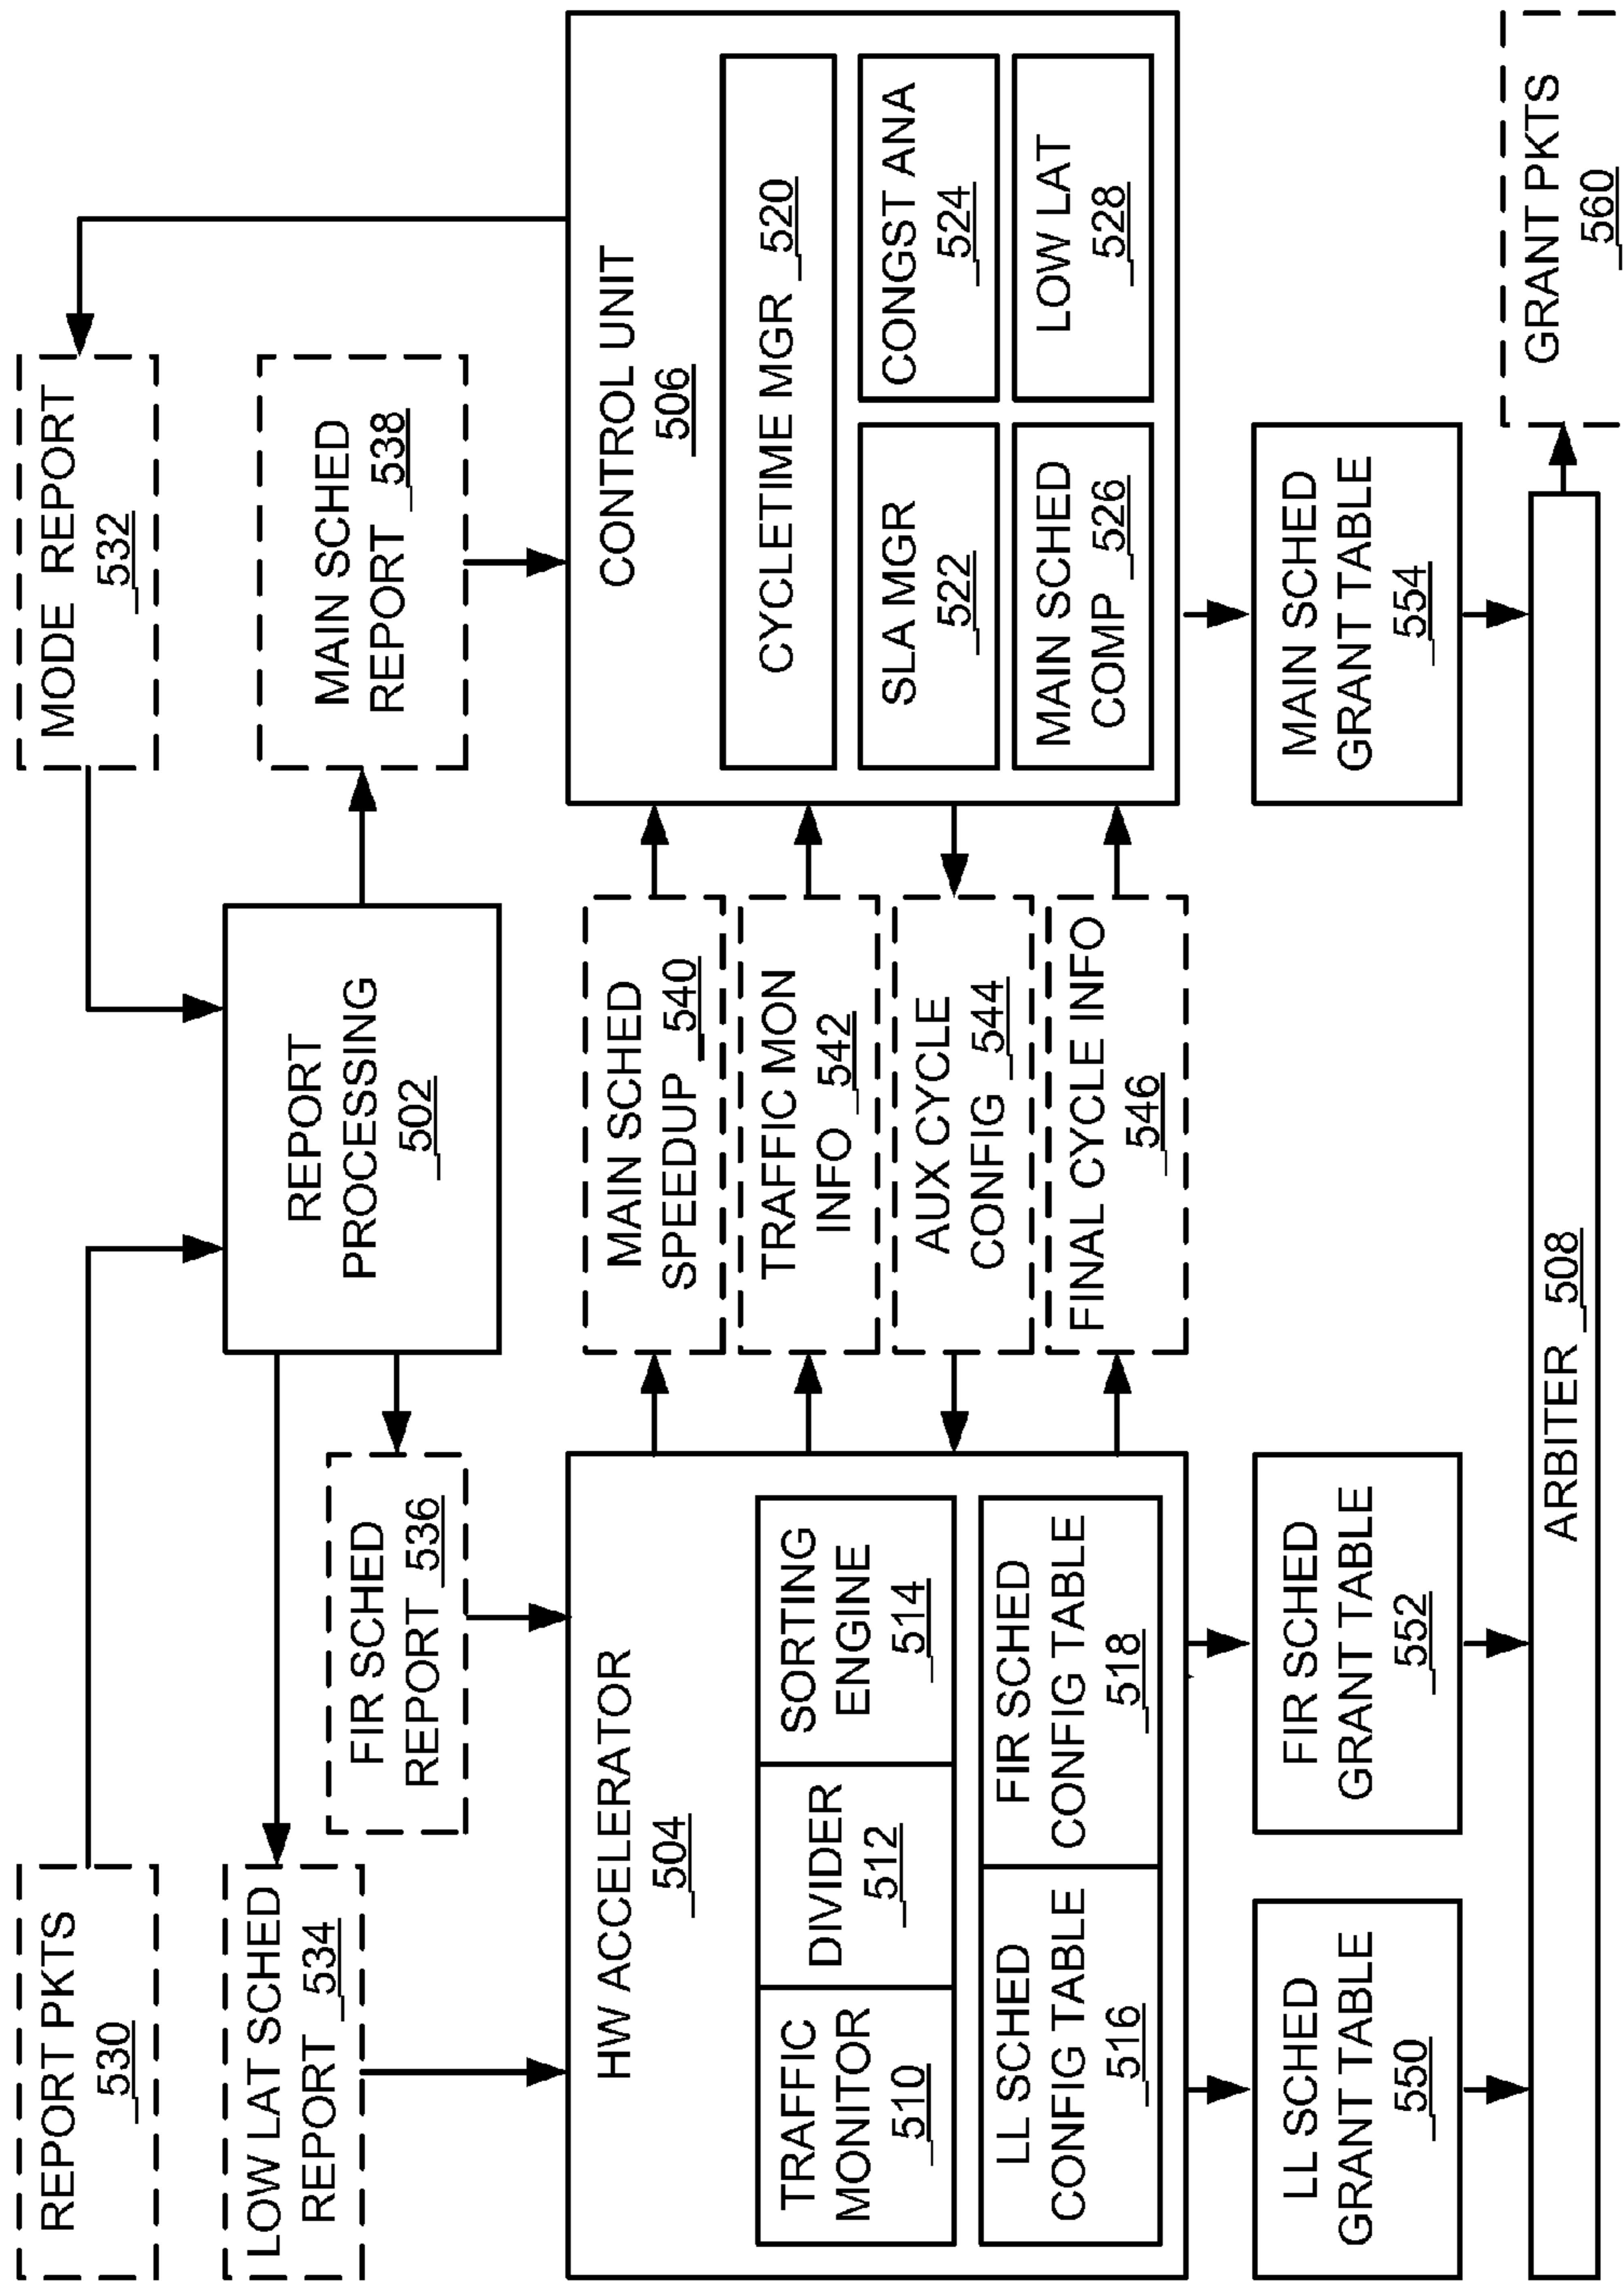 REPORT PKTS
530
MODE REPORT
532
LOW LAT SCHED
REPORT 534
REPORT
PROCESSING
502
MAIN SCHED
REPORT 538
FIR SCHED
REPORT 536
HW ACCELERATOR
504
TRAFFIC
MONITOR
510
DIVIDER
512
SORTING
ENGINE
514
LL SCHED
CONFIG TABLE
516
FIR SCHED
CONFIG TABLE
518
MAIN SCHED
SPEEDUP 540
TRAFFIC MON
INFO 542
AUX CYCLE
CONFIG 544
FINAL CYCLE INFO
546
CONTROL UNIT
506
CYCLETIME MGR 520
SLA MGR
522
CONGST ANA
524
MAIN SCHED
COMP 526
LOW LAT
528
LL SCHED
GRANT TABLE
550
FIR SCHED
GRANT TABLE
552
MAIN SCHED
GRANT TABLE
554
ARBITER 508
GRANT PKTS
560